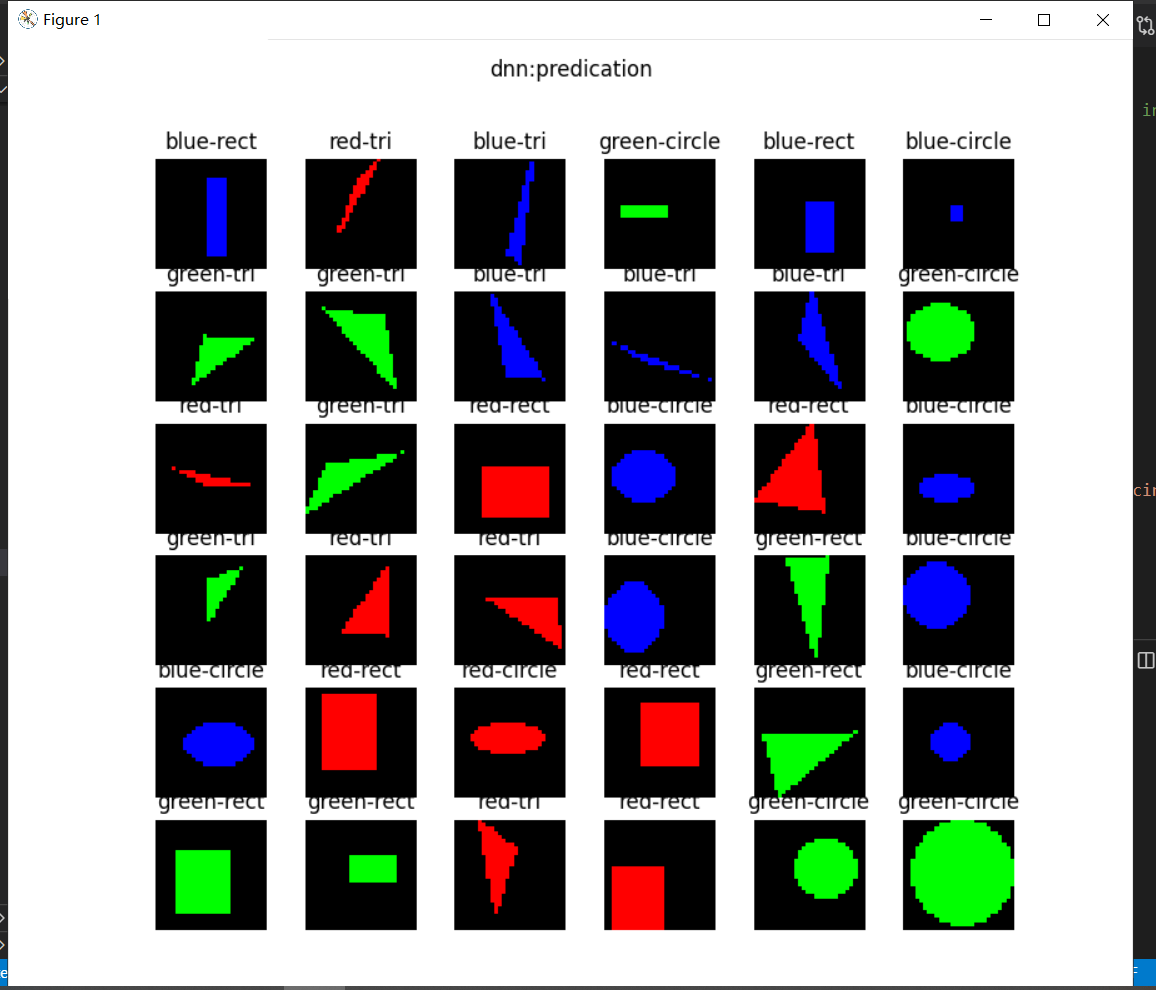 Figure 1
dnn:predication
blue-rect red-tri blue-tri green-circle blue-rect blue-circle
green-tri green-tri blue-tri blue-tri blue-tri green-circle
red-tri green-tri red-rect blue-circle red-rect blue-circle
green-tri red-tri red-tri blue-circle green-rect blue-circle
blue-circle red-rect red-circle red-rect green-rect blue-circle
green-rect green-rect red-tri red-rect green-circle green-circle